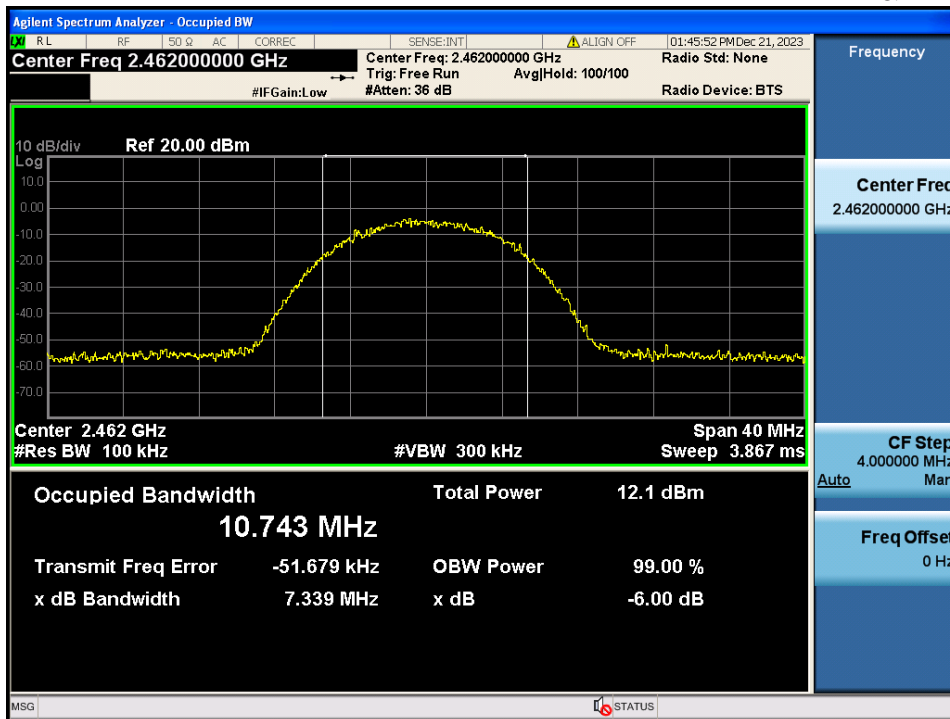 Agilent Spectrum Analyzer - Occupied BW
LXI RL RF 50 Ω AC CORREC SENSE:INT ALIGN OFF 01:45:52 PM Dec 21, 2023
Center Freq 2.462000000 GHz
Center Freq: 2.462000000 GHz Radio Std: None
Trig: Free Run Avg|Hold: 100/100
#IFGain:Low #Atten: 36 dB Radio Device: BTS
Frequency
10 dB/div Ref 20.00 dBm
Log
10.0
0.00
-10.0
-20.0
-30.0
-40.0
-50.0
-60.0
-70.0
Center 2.462 GHz Span 40 MHz
#Res BW 100 kHz #VBW 300 kHz Sweep 3.867 ms
Occupied Bandwidth Total Power 12.1 dBm
10.743 MHz
Transmit Freq Error -51.679 kHz OBW Power 99.00 %
x dB Bandwidth 7.339 MHz x dB -6.00 dB
Center Freq
2.462000000 GHz
CF Step
4.000000 MHz
Auto Man
Freq Offset
0 Hz
MSG STATUS